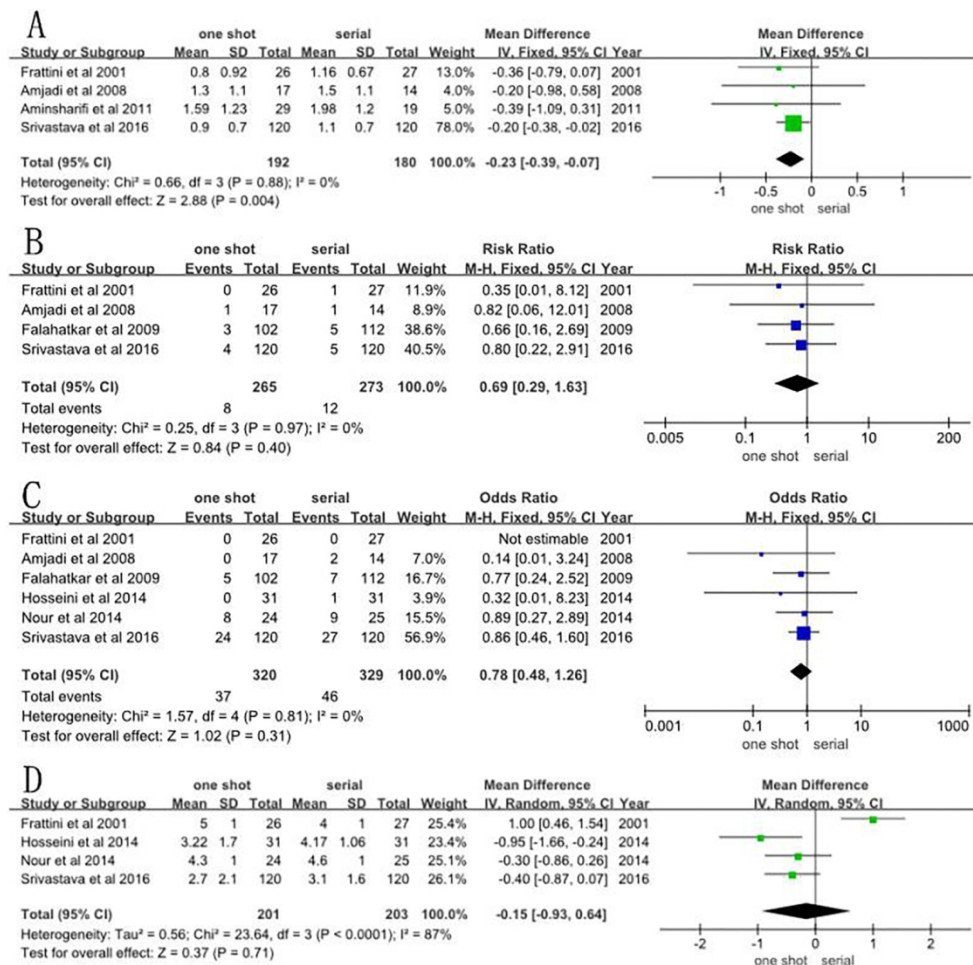 A
one shot serial Mean Difference Mean Difference
Study or Subgroup Mean SD Total Mean SD Total Weight IV, Fixed, 95% CI Year IV, Fixed, 95% CI
Frattini et al 2001 0.8 0.92 26 1.16 0.67 27 13.0% -0.36 [-0.79, 0.07] 2001
Amjadi et al 2008 1.3 1.1 17 1.5 1.1 14 4.0% -0.20 [-0.98, 0.58] 2008
Aminsharifi et al 2011 1.59 1.23 29 1.98 1.2 19 5.0% -0.39 [-1.09, 0.31] 2011
Srivastava et al 2016 0.9 0.7 120 1.1 0.7 120 78.0% -0.20 [-0.38, -0.02] 2016
Total (95% CI) 192 180 100.0% -0.23 [-0.39, -0.07]
Heterogeneity: Chi² = 0.66, df = 3 (P = 0.88); I² = 0%
Test for overall effect: Z = 2.88 (P = 0.004)
-1 -0.5 0 0.5 1
one shot serial
B
one shot serial Risk Ratio Risk Ratio
Study or Subgroup Events Total Events Total Weight M-H, Fixed, 95% CI Year M-H, Fixed, 95% CI
Frattini et al 2001 0 26 1 27 11.9% 0.35 [0.01, 8.12] 2001
Amjadi et al 2008 1 17 1 14 8.9% 0.82 [0.06, 12.01] 2008
Falahatkar et al 2009 3 102 5 112 38.6% 0.66 [0.16, 2.69] 2009
Srivastava et al 2016 4 120 5 120 40.5% 0.80 [0.22, 2.91] 2016
Total (95% CI) 265 273 100.0% 0.69 [0.29, 1.63]
Total events 8 12
Heterogeneity: Chi² = 0.25, df = 3 (P = 0.97); I² = 0%
Test for overall effect: Z = 0.84 (P = 0.40)
0.005 0.1 1 10 200
one shot serial
C
one shot serial Odds Ratio Odds Ratio
Study or Subgroup Events Total Events Total Weight M-H, Fixed, 95% CI Year M-H, Fixed, 95% CI
Frattini et al 2001 0 26 0 27 Not estimable 2001
Amjadi et al 2008 0 17 2 14 7.0% 0.14 [0.01, 3.24] 2008
Falahatkar et al 2009 5 102 7 112 16.7% 0.77 [0.24, 2.52] 2009
Hosseini et al 2014 0 31 1 31 3.9% 0.32 [0.01, 8.23] 2014
Nour et al 2014 8 24 9 25 15.5% 0.89 [0.27, 2.89] 2014
Srivastava et al 2016 24 120 27 120 56.9% 0.86 [0.46, 1.60] 2016
Total (95% CI) 320 329 100.0% 0.78 [0.48, 1.26]
Total events 37 46
Heterogeneity: Chi² = 1.57, df = 4 (P = 0.81); I² = 0%
Test for overall effect: Z = 1.02 (P = 0.31)
0.001 0.1 1 10 1000
one shot serial
D
one shot serial Mean Difference Mean Difference
Study or Subgroup Mean SD Total Mean SD Total Weight IV, Random, 95% CI Year IV, Random, 95% CI
Frattini et al 2001 5 1 26 4 1 27 25.4% 1.00 [0.46, 1.54] 2001
Hosseini et al 2014 3.22 1.7 31 4.17 1.06 31 23.4% -0.95 [-1.66, -0.24] 2014
Nour et al 2014 4.3 1 24 4.6 1 25 25.1% -0.30 [-0.86, 0.26] 2014
Srivastava et al 2016 2.7 2.1 120 3.1 1.6 120 26.1% -0.40 [-0.87, 0.07] 2016
Total (95% CI) 201 203 100.0% -0.15 [-0.93, 0.64]
Heterogeneity: Tau² = 0.56; Chi² = 23.64, df = 3 (P < 0.0001); I² = 87%
Test for overall effect: Z = 0.37 (P = 0.71)
-2 -1 0 1 2
one shot serial